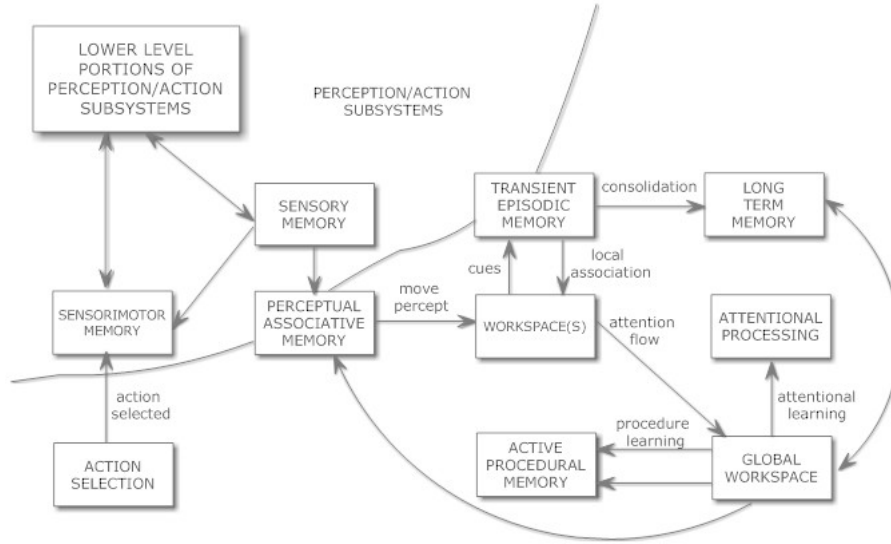 LOWER LEVEL
PORTIONS OF
PERCEPTION/ACTION
SUBSYSTEMS
PERCEPTION/ACTION
SUBSYSTEMS
SENSORY
MEMORY
TRANSIENT
EPISODIC
MEMORY
consolidation
LONG
TERM
MEMORY
cues
local
association
SENSORIMOTOR
MEMORY
PERCEPTUAL
ASSOCIATIVE
MEMORY
move
percept
WORKSPACE(S)
attention
flow
ATTENTIONAL
PROCESSING
action
selected
attentional
learning
procedure
learning
ACTION
SELECTION
ACTIVE
PROCEDURAL
MEMORY
GLOBAL
WORKSPACE